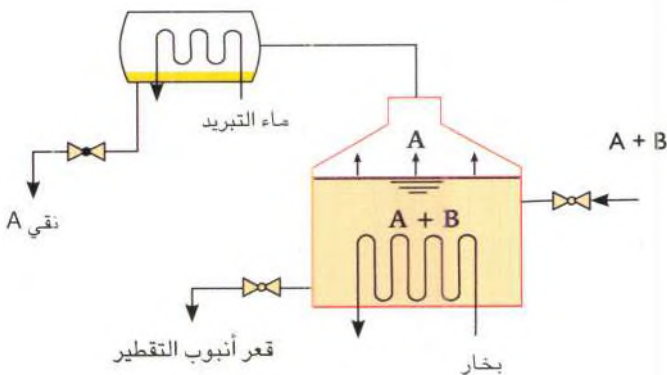 ماء التبريد
A
A + B
نقي A
A + B
قعر أنبوب التقطير
بخار